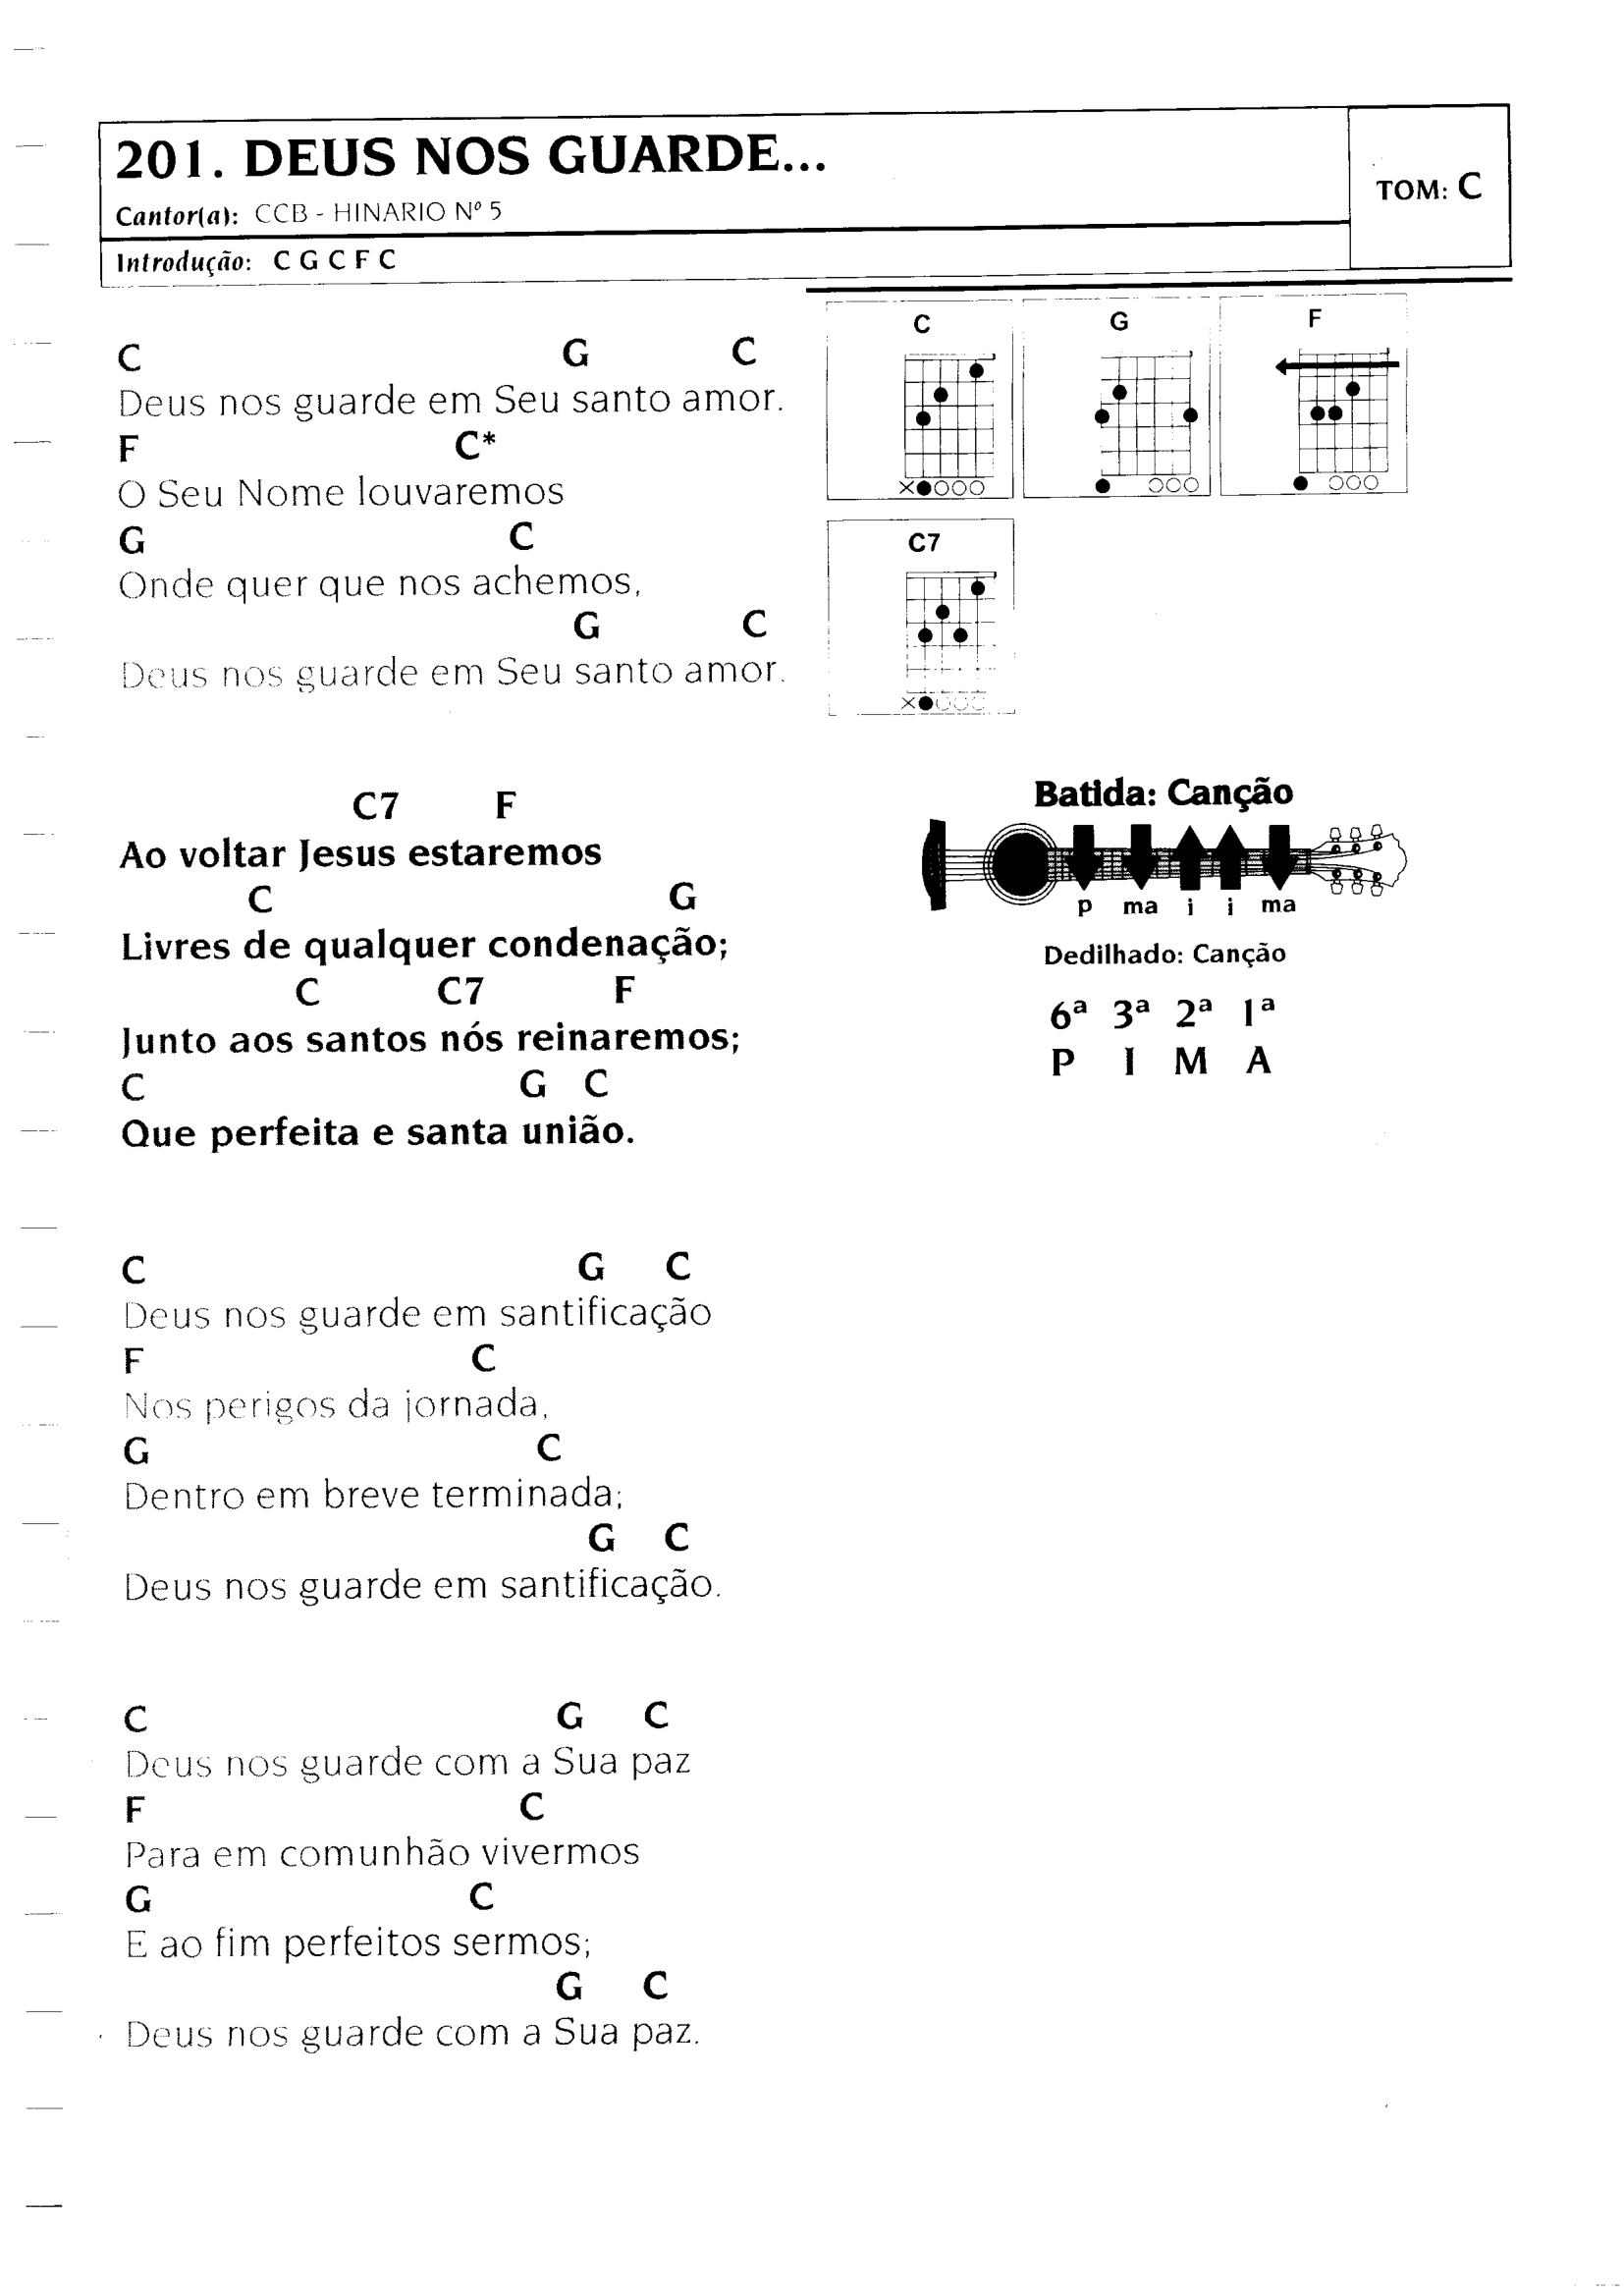 201. DEUS NOS GUARDE...
Cantor(a): CCB - HINARIO Nº 5
TOM: C
Introdução: C G C F C
C G C
Deus nos guarde em Seu santo amor.
F C*
O Seu Nome louvaremos
G C
Onde quer que nos achemos,
G C
Deus nos guarde em Seu santo amor.
C7 F
Ao voltar Jesus estaremos
C G
Livres de qualquer condenação;
C C7 F
Junto aos santos nós reinaremos;
C G C
Que perfeita e santa união.
C G C
Deus nos guarde em santificação
F C
Nos perigos da jornada,
G C
Dentro em breve terminada;
G C
Deus nos guarde em santificação.
C G C
Deus nos guarde com a Sua paz
F C
Para em comunhão vivermos
G C
E ao fim perfeitos sermos;
G C
Deus nos guarde com a Sua paz.
C G F
C7
Batida: Canção
p ma i i ma
Dedilhado: Canção
6ª 3ª 2ª 1ª
P I M A